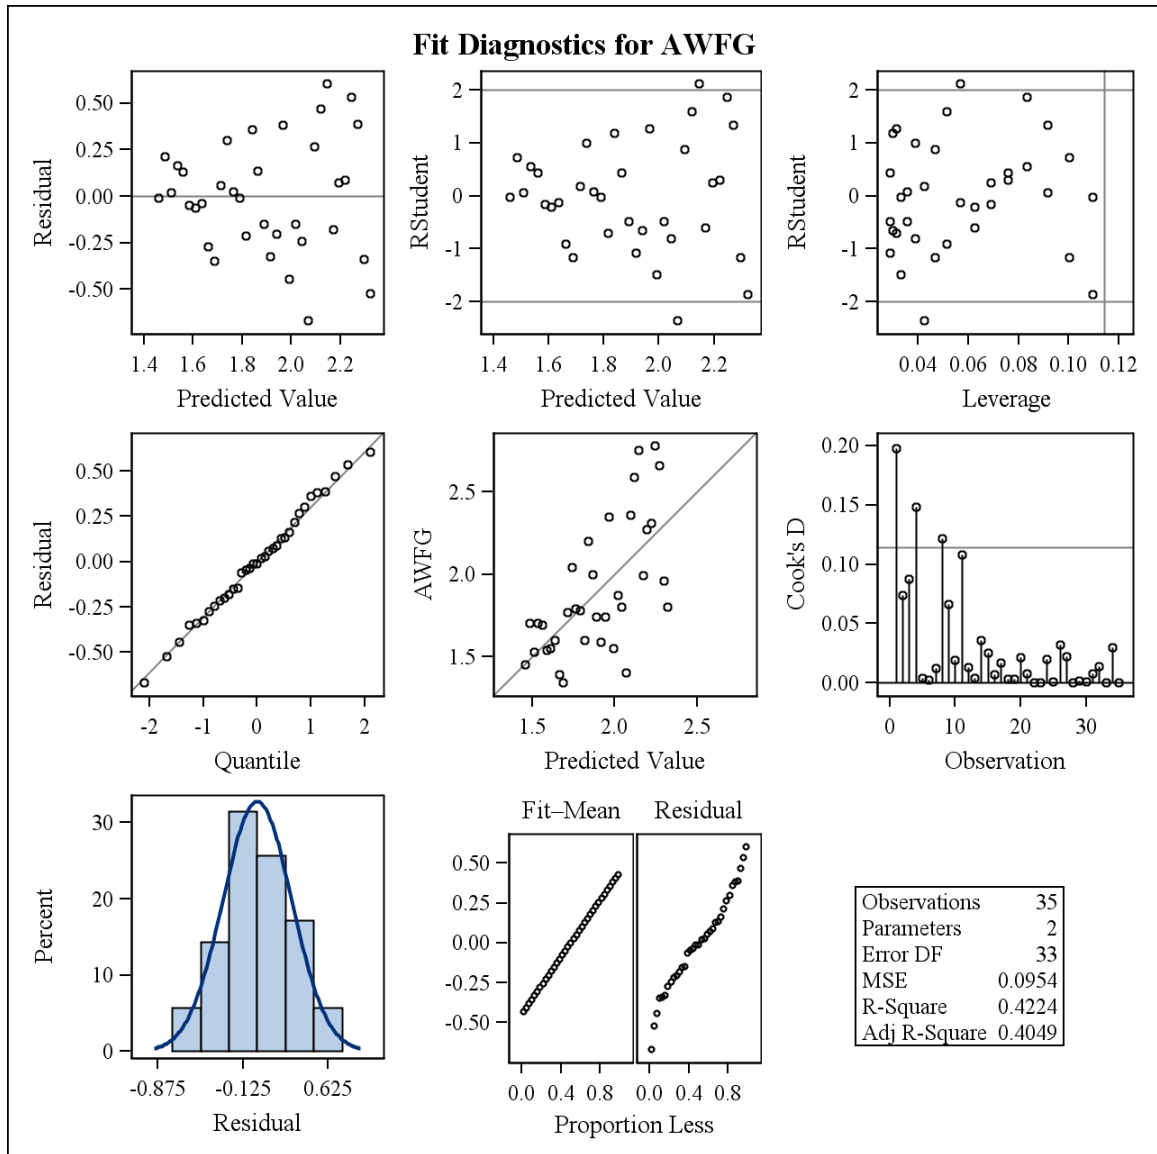 Fit Diagnostics for AWFG
Residual
0.50
0.25
0.00
-0.25
-0.50
1.4 1.6 1.8 2.0 2.2
Predicted Value
RStudent
2
1
0
-1
-2
1.4 1.6 1.8 2.0 2.2
Predicted Value
RStudent
2
1
0
-1
-2
0.04 0.06 0.08 0.10 0.12
Leverage
Residual
0.50
0.25
0.00
-0.25
-0.50
-2 -1 0 1 2
Quantile
AWFG
2.5
2.0
1.5
1.5 2.0 2.5
Predicted Value
Cook's D
0.20
0.15
0.10
0.05
0.00
0 10 20 30
Observation
Percent
30
20
10
0
-0.875 -0.125 0.625
Residual
Fit–Mean Residual
0.50
0.25
0.00
-0.25
-0.50
0.0 0.4 0.8 0.0 0.4 0.8
Proportion Less
Observations 35
Parameters 2
Error DF 33
MSE 0.0954
R-Square 0.4224
Adj R-Square 0.4049